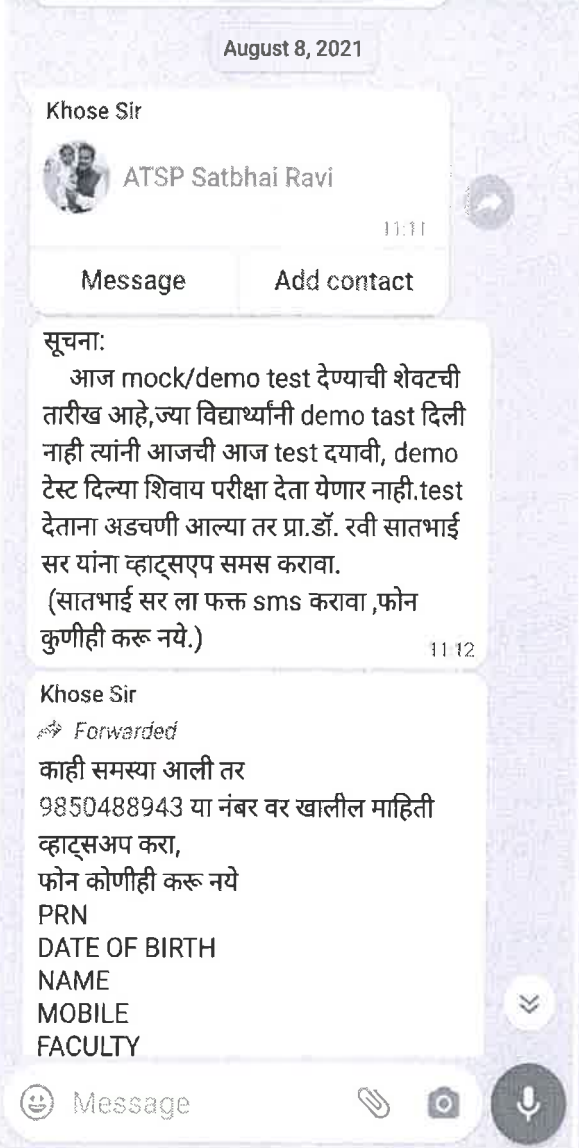 August 8, 2021
Khose Sir
ATSP Satbhai Ravi
11:11
Message Add contact
सूचना:
आज mock/demo test देण्याची शेवटची
तारीख आहे,ज्या विद्यार्थ्यांनी demo tast दिली
नाही त्यांनी आजची आज test दयावी, demo
टेस्ट दिल्या शिवाय परीक्षा देता येणार नाही.test
देताना अडचणी आल्या तर प्रा.डॉ. रवी सातभाई
सर यांना व्हाट्सएप समस करावा.
(सातभाई सर ला फक्त sms करावा ,फोन
कुणीही करू नये.)
11:12
Khose Sir
Forwarded
काही समस्या आली तर
9850488943 या नंबर वर खालील माहिती
व्हाट्सअप करा,
फोन कोणीही करू नये
PRN
DATE OF BIRTH
NAME
MOBILE
FACULTY
Message